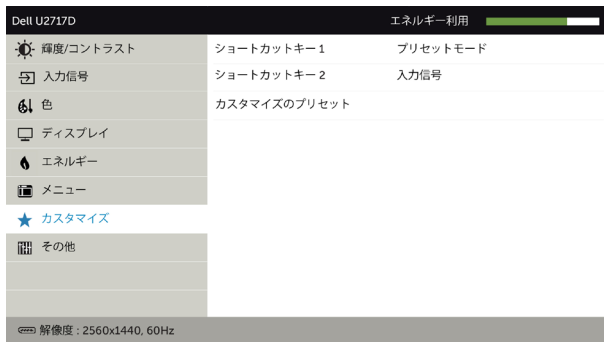 Dell U2717D エネルギー利用
輝度/コントラスト ショートカットキー 1 プリセットモード
入力信号 ショートカットキー 2 入力信号
色 カスタマイズのプリセット
ディスプレイ
エネルギー
メニュー
カスタマイズ
その他
解像度 : 2560x1440, 60Hz